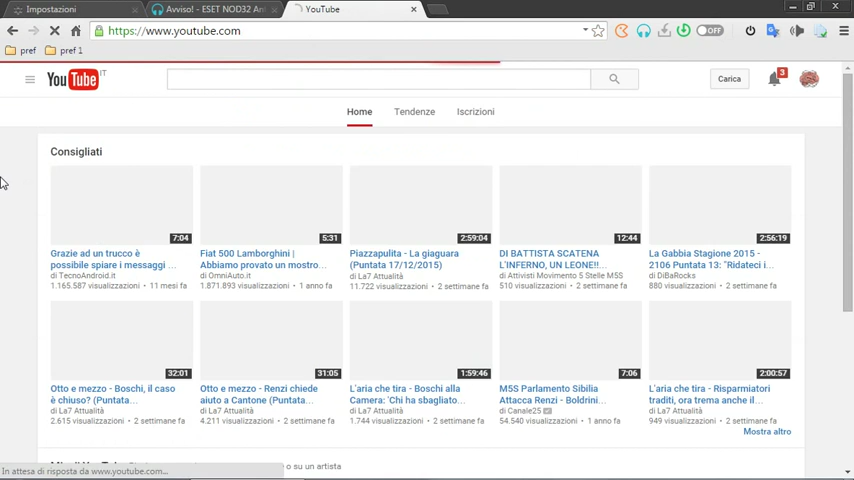 Impostazioni
Avviso! - ESET NOD32 Ant
YouTube
https://www.youtube.com
OFF
pref
pref 1
YouTube IT
Carica
3
Home
Tendenze
Iscrizioni
Consigliati
7:04
5:31
2:59:04
12:44
2:56:19
Grazie ad un trucco è
possibile spiare i messaggi ...
di TecnoAndroid.it
1.165.587 visualizzazioni • 11 mesi fa
Fiat 500 Lamborghini |
Abbiamo provato un mostro...
di OmniAuto.it
1.871.893 visualizzazioni • 1 anno fa
Piazzapulita - La giaguara
(Puntata 17/12/2015)
di La7 Attualità
11.722 visualizzazioni • 2 settimane fa
DI BATTISTA SCATENA
L'INFERNO, UN LEONE!!...
di Attivisti Movimento 5 Stelle M5S
510 visualizzazioni • 2 settimane fa
La Gabbia Stagione 2015 -
2106 Puntata 13: "Ridateci i...
di DiBaRocks
880 visualizzazioni • 2 settimane fa
32:01
31:05
1:59:46
7:06
2:00:57
Otto e mezzo - Boschi, il caso
è chiuso? (Puntata...
di La7 Attualità
2.615 visualizzazioni • 2 settimane fa
Otto e mezzo - Renzi chiede
aiuto a Cantone (Puntata...
di La7 Attualità
4.211 visualizzazioni • 2 settimane fa
L'aria che tira - Boschi alla
Camera: 'Chi ha sbagliato...
di La7 Attualità
1.744 visualizzazioni • 2 settimane fa
M5S Parlamento Sibilia
Attacca Renzi - Boldrini...
di Canale25
54.540 visualizzazioni • 1 anno fa
L'aria che tira - Risparmiatori
traditi, ora trema anche il...
di La7 Attualità
949 visualizzazioni • 2 settimane fa
Mostra altro
o su un artista
In attesa di risposta da www.youtube.com...